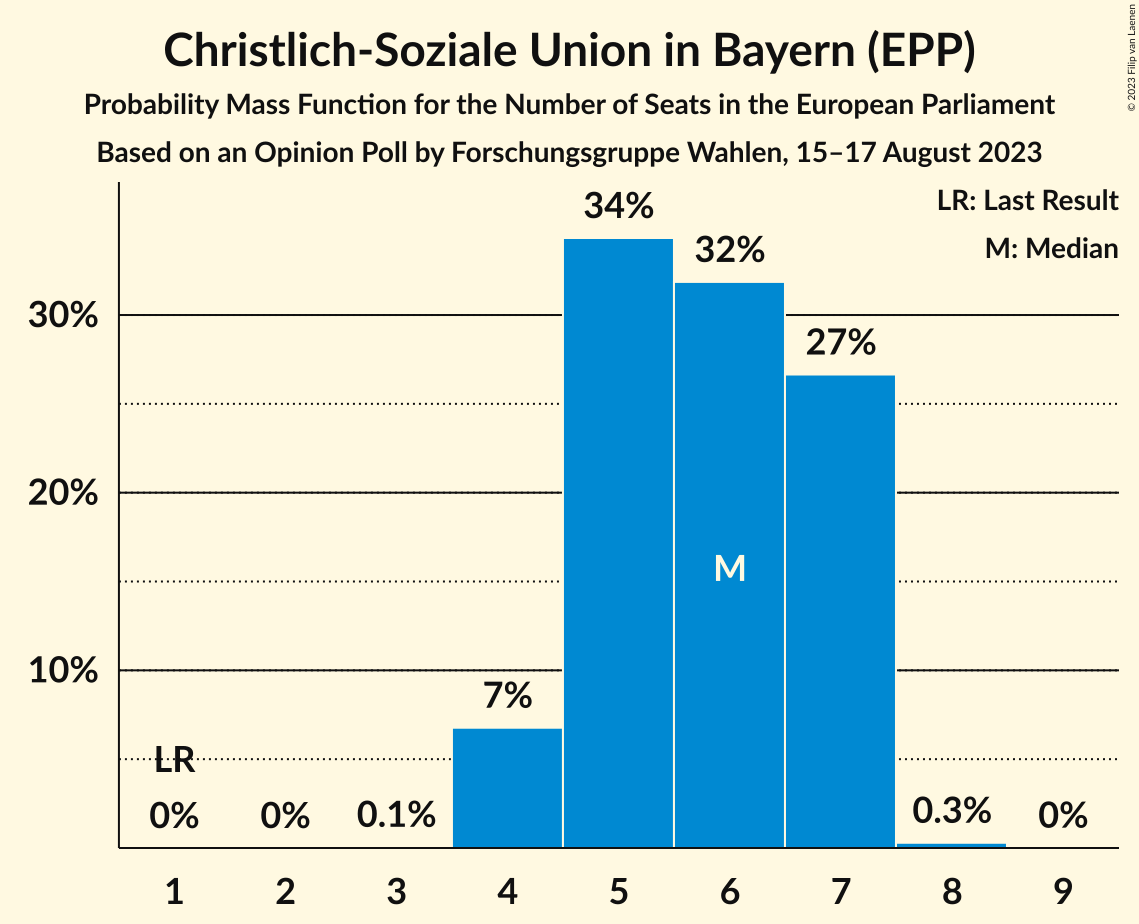 Christlich-Soziale Union in Bayern (EPP)
Probability Mass Function for the Number of Seats in the European Parliament
Based on an Opinion Poll by Forschungsgruppe Wahlen, 15–17 August 2023
© 2023 Filip van Laenen
LR: Last Result
M: Median
34%
32%
30%
27%
20%
M
10%
7%
LR
0%
0%
0.1%
0.3%
0%
1 2 3 4 5 6 7 8 9